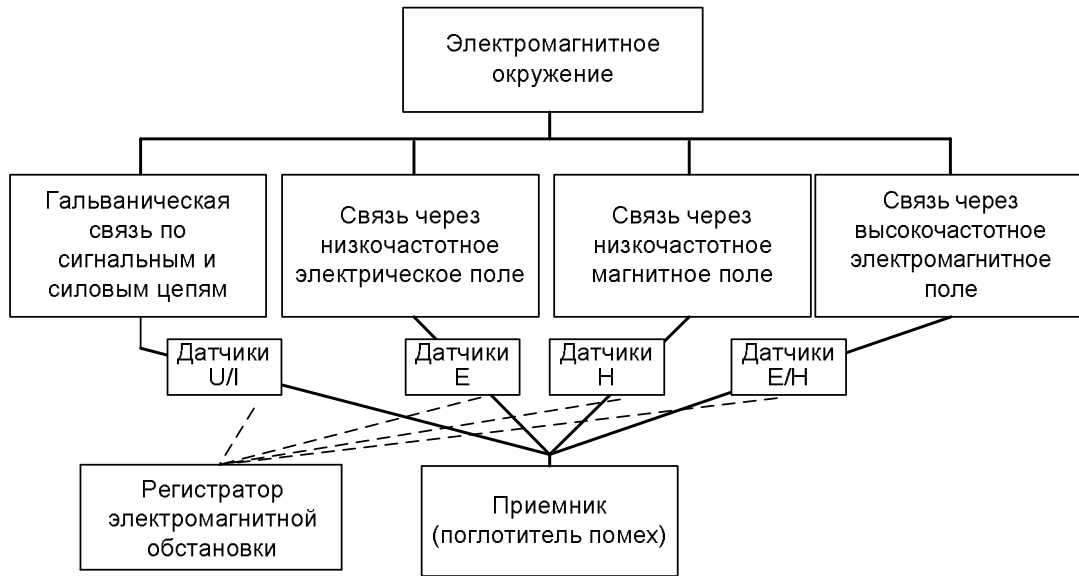 Электромагнитное
окружение
Гальваническая
связь по
сигнальным и
силовым цепям
Связь через
низкочастотное
электрическое поле
Связь через
низкочастотное
магнитное поле
Связь через
высокочастотное
электромагнитное
поле
Датчики
U/I
Датчики
E
Датчики
H
Датчики
E/H
Регистратор
электромагнитной
обстановки
Приемник
(поглотитель помех)